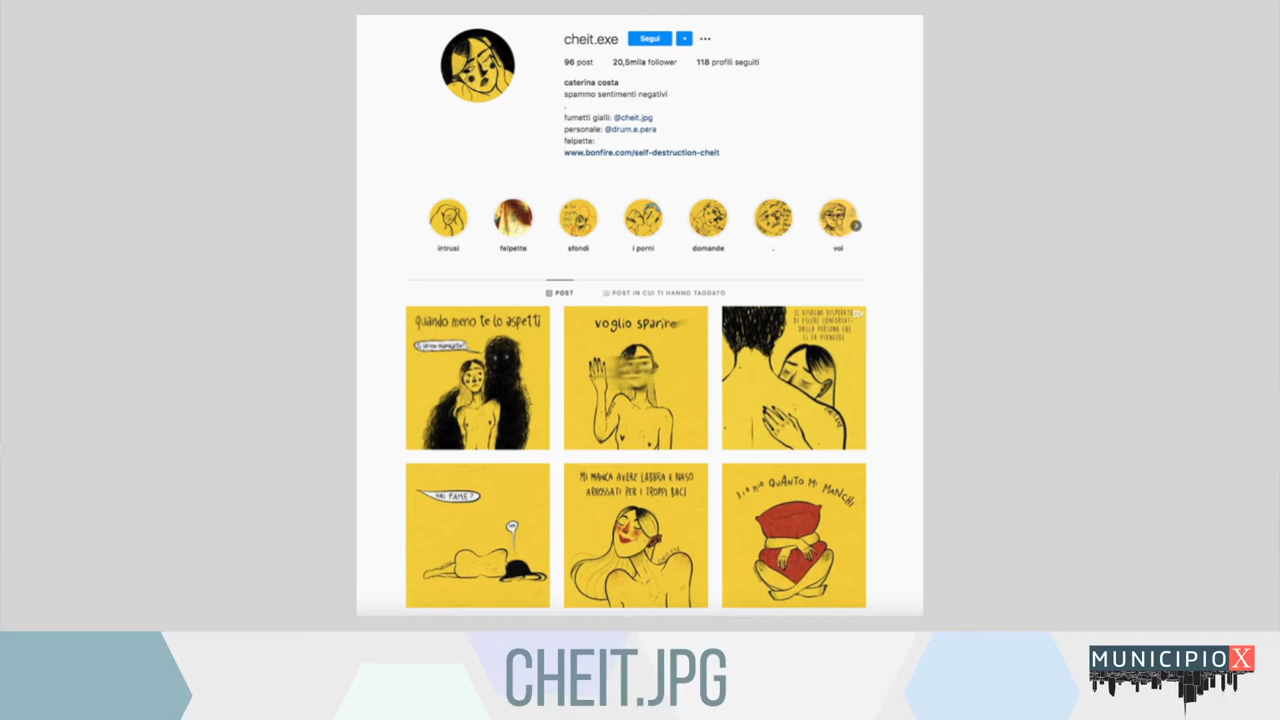 cheit.exe
Segui
96 post
20,5mila follower
118 profili seguiti
caterina costa
spammo sentimenti negativi
.
fumetti gialli: @cheit.jpg
personale: @drum.e.pera
felpette:
www.bonfire.com/self-destruction-cheit
intrusi
felpette
sfondi
i porni
domande
.
voi
POST
POST IN CUI TI HANNO TAGGATO
quando meno te lo aspetti
voglio sparire
IL BISOGNO DISPERATO
DI ESSERE CONFORTATI
DALLA PERSONA CHE
CI FA PIANGERE
HAI FAME?
MI MANCA AVERE LABBRA E NASO
ARROSSATI PER I TROPPI BACI
DIO MIO QUANTO MI MANCHI
CHEIT.JPG
MUNICIPIO X